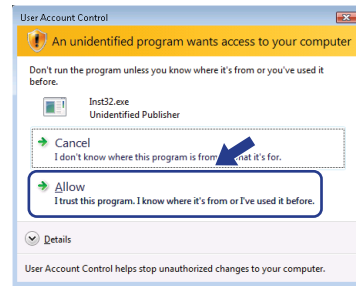 User Account Control
An unidentified program wants access to your computer
Don't run the program unless you know where it's from or you've used it
before.
Inst32.exe
Unidentified Publisher
Cancel
I don't know where this program is from at it's for.
Allow
I trust this program. I know where it's from or I've used it before.
Details
User Account Control helps stop unauthorized changes to your computer.